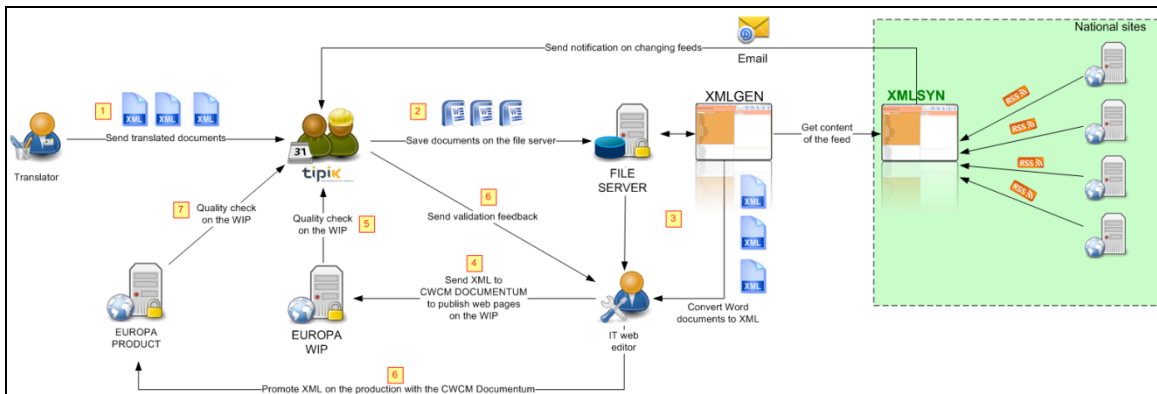 National sites
Send notification on changing feeds
Email
XMLGEN
XMLSYN
1
XML XML XML
2
W W W
RSS
RSS
RSS
RSS
Send translated documents
Save documents on the file server
Get content
of the feed
31
tipik
Translator
FILE
SERVER
7
Quality check
on the WIP
Quality check
on the WIP
5
6
Send validation feedback
3
XML
XML
XML
4
Send XML to
CWCM DOCUMENTUM
to publish web pages
on the WIP
Convert Word
documents to XML
EUROPA
PRODUCT
EUROPA
WIP
IT web
editor
6
Promote XML on the production with the CWCM Documentum